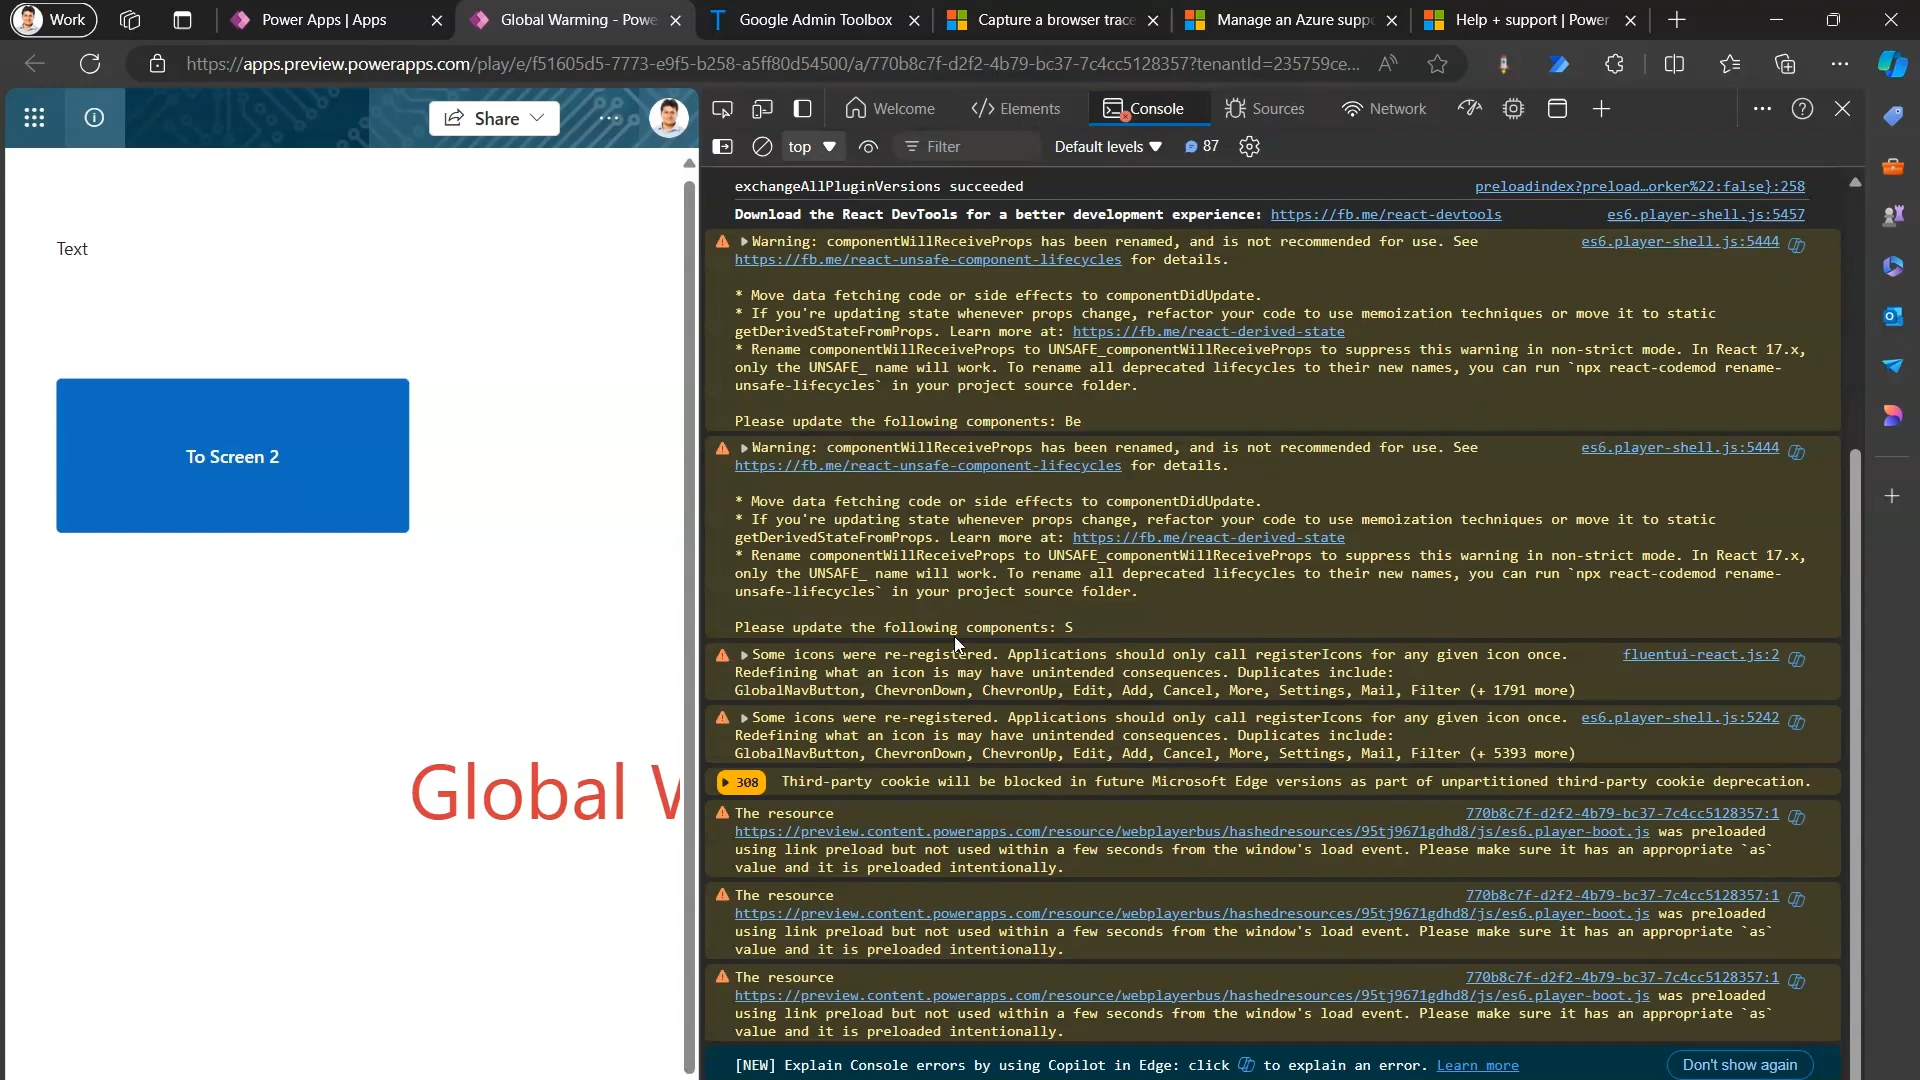 Work
Power Apps | Apps
Global Warming - Powe
Google Admin Toolbox
Capture a browser trace
Manage an Azure suppo
Help + support | Power
https://apps.preview.powerapps.com/play/e/f51605d5-7773-e9f5-b258-a5ff80d54500/a/770b8c7f-d2f2-4b79-bc37-7c4cc5128357?tenantId=235759ce...
Share
Text
To Screen 2
Global W
Welcome
Elements
Console
Sources
Network
top
Filter
Default levels
87
exchangeAllPluginVersions succeeded
preloadindex?preload…orker%22:false}:258
Download the React DevTools for a better development experience: https://fb.me/react-devtools
es6.player-shell.js:5457
Warning: componentWillReceiveProps has been renamed, and is not recommended for use. See
es6.player-shell.js:5444
https://fb.me/react-unsafe-component-lifecycles for details.
* Move data fetching code or side effects to componentDidUpdate.
* If you're updating state whenever props change, refactor your code to use memoization techniques or move it to static
getDerivedStateFromProps. Learn more at: https://fb.me/react-derived-state
* Rename componentWillReceiveProps to UNSAFE_componentWillReceiveProps to suppress this warning in non-strict mode. In React 17.x,
only the UNSAFE_ name will work. To rename all deprecated lifecycles to their new names, you can run `npx react-codemod rename-
unsafe-lifecycles` in your project source folder.
Please update the following components: Be
Warning: componentWillReceiveProps has been renamed, and is not recommended for use. See
es6.player-shell.js:5444
https://fb.me/react-unsafe-component-lifecycles for details.
* Move data fetching code or side effects to componentDidUpdate.
* If you're updating state whenever props change, refactor your code to use memoization techniques or move it to static
getDerivedStateFromProps. Learn more at: https://fb.me/react-derived-state
* Rename componentWillReceiveProps to UNSAFE_componentWillReceiveProps to suppress this warning in non-strict mode. In React 17.x,
only the UNSAFE_ name will work. To rename all deprecated lifecycles to their new names, you can run `npx react-codemod rename-
unsafe-lifecycles` in your project source folder.
Please update the following components: S
Some icons were re-registered. Applications should only call registerIcons for any given icon once.
fluentui-react.js:2
Redefining what an icon is may have unintended consequences. Duplicates include:
GlobalNavButton, ChevronDown, ChevronUp, Edit, Add, Cancel, More, Settings, Mail, Filter (+ 1791 more)
Some icons were re-registered. Applications should only call registerIcons for any given icon once.
es6.player-shell.js:5242
Redefining what an icon is may have unintended consequences. Duplicates include:
GlobalNavButton, ChevronDown, ChevronUp, Edit, Add, Cancel, More, Settings, Mail, Filter (+ 5393 more)
308 Third-party cookie will be blocked in future Microsoft Edge versions as part of unpartitioned third-party cookie deprecation.
The resource
770b8c7f-d2f2-4b79-bc37-7c4cc5128357:1
https://preview.content.powerapps.com/resource/webplayerbus/hashedresources/95tj9671gdhd8/js/es6.player-boot.js was preloaded
using link preload but not used within a few seconds from the window's load event. Please make sure it has an appropriate `as`
value and it is preloaded intentionally.
The resource
770b8c7f-d2f2-4b79-bc37-7c4cc5128357:1
https://preview.content.powerapps.com/resource/webplayerbus/hashedresources/95tj9671gdhd8/js/es6.player-boot.js was preloaded
using link preload but not used within a few seconds from the window's load event. Please make sure it has an appropriate `as`
value and it is preloaded intentionally.
The resource
770b8c7f-d2f2-4b79-bc37-7c4cc5128357:1
https://preview.content.powerapps.com/resource/webplayerbus/hashedresources/95tj9671gdhd8/js/es6.player-boot.js was preloaded
using link preload but not used within a few seconds from the window's load event. Please make sure it has an appropriate `as`
value and it is preloaded intentionally.
[NEW] Explain Console errors by using Copilot in Edge: click to explain an error. Learn more
Don't show again